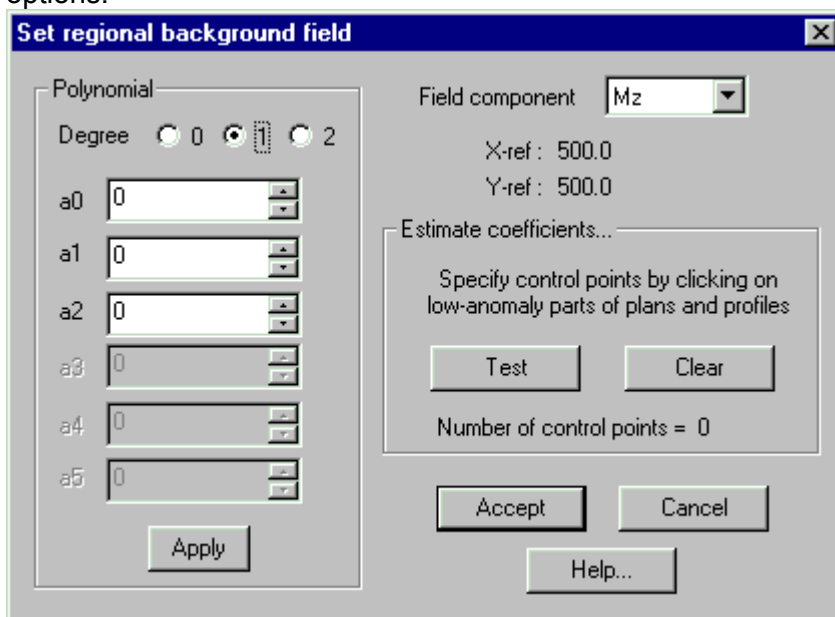 options.
Set regional background field
Polynomial
Degree 0 1 2
a0 0
a1 0
a2 0
a3 0
a4 0
a5 0
Apply
Field component Mz
X-ref : 500.0
Y-ref : 500.0
Estimate coefficients...
Specify control points by clicking on
low-anomaly parts of plans and profiles
Test Clear
Number of control points = 0
Accept Cancel
Help...